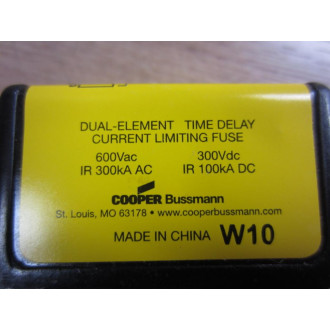 DUAL-ELEMENT TIME DELAY
CURRENT LIMITING FUSE
600Vac 300Vdc
IR 300kA AC IR 100kA DC
COOPER Bussmann
St. Louis, MO 63178 • www.cooperbussmann.com
MADE IN CHINA W10